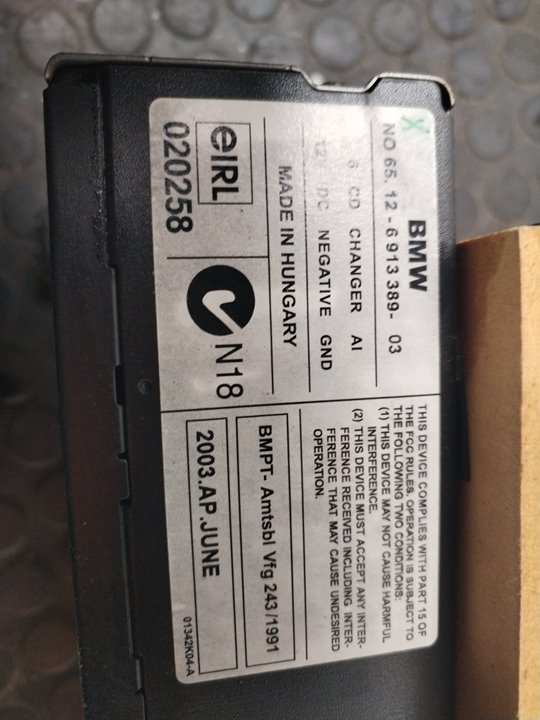 BMW
NO 65. 12 - 6 913 389- 03
6 CD CHANGER AI
12 DC NEGATIVE GND
MADE IN HUNGARY
eIRL
020258
N18
THIS DEVICE COMPLIES WITH PART 15 OF
THE FCC RULES. OPERATION IS SUBJECT TO
THE FOLLOWING TWO CONDITIONS:
(1) THIS DEVICE MAY NOT CAUSE HARMFUL
INTERFERENCE.
(2) THIS DEVICE MUST ACCEPT ANY INTER-
FERENCE RECEIVED INCLUDING INTER-
FERENCE THAT MAY CAUSE UNDESIRED
OPERATION.
BMPT- Amtsbl Vfg 243/1991
2003.AP.JUNE
01342K04-A